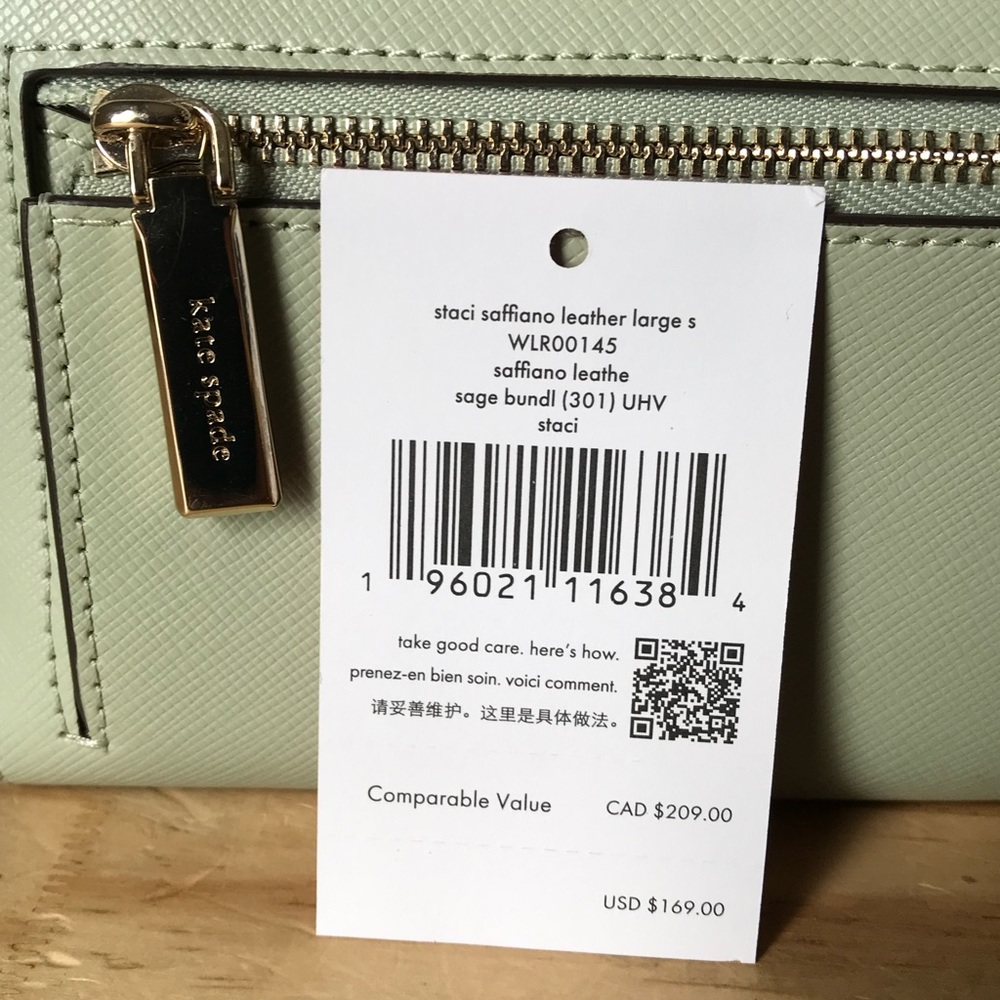 kate spade
staci saffiano leather large s
WLR00145
saffiano leathe
sage bundl (301) UHV
staci
1 96021 11638 4
take good care. here's how.
prenez-en bien soin. voici comment.
请妥善维护。这里是具体做法。
Comparable Value CAD $209.00
USD $169.00